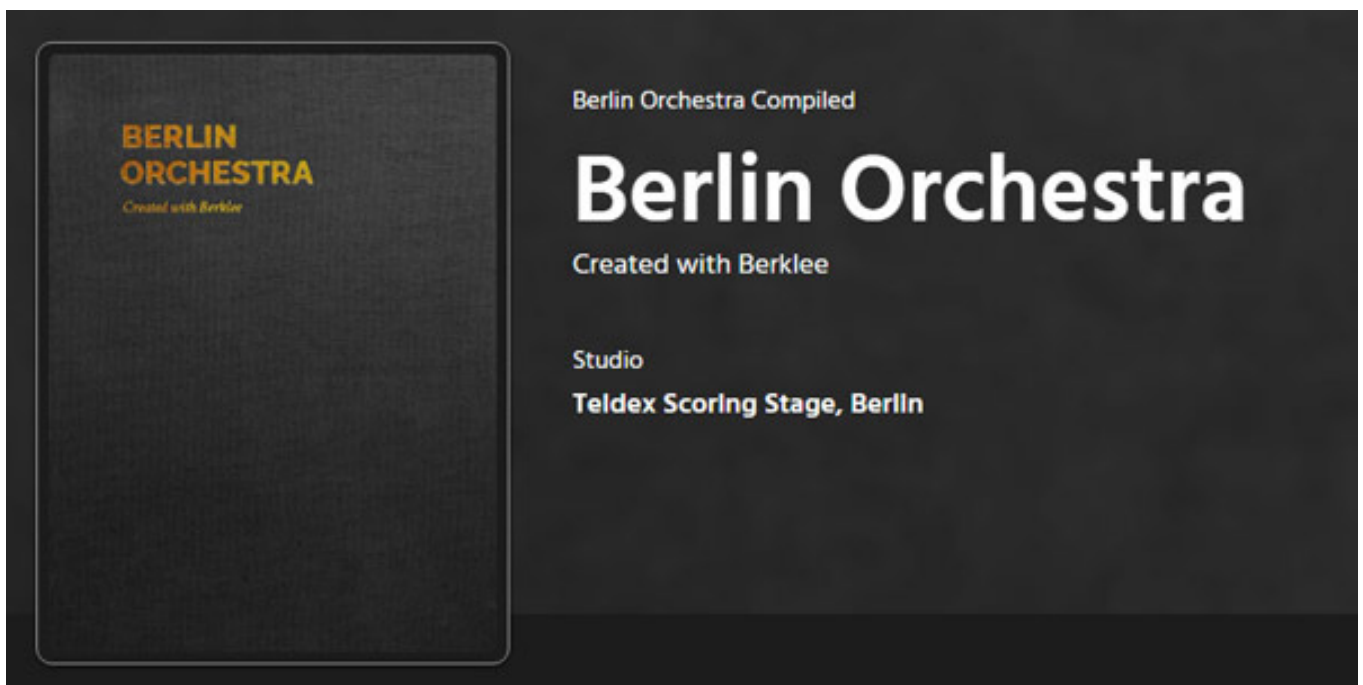 BERLIN
ORCHESTRA
Created with Berklee
Berlin Orchestra Compiled
Berlin Orchestra
Created with Berklee
Studio
Teldex Scoring Stage, Berlin